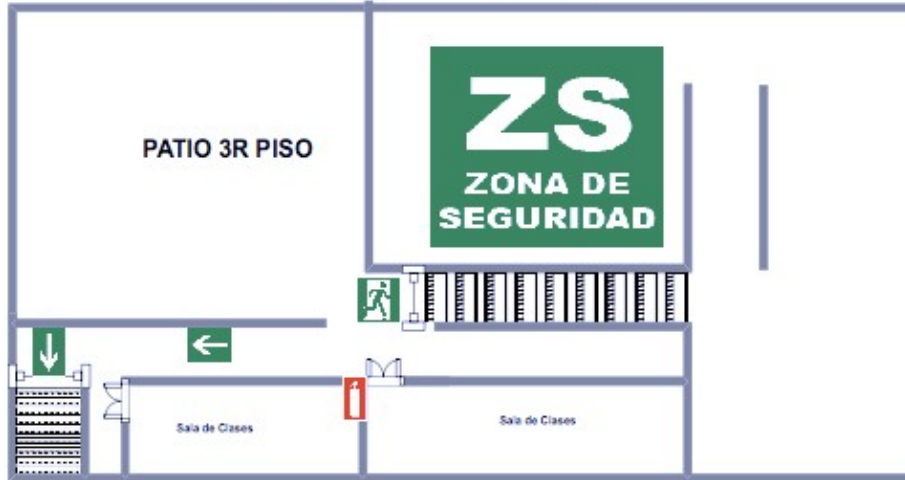 PATIO 3R PISO
ZS
ZONA DE
SEGURIDAD
Sala de Clases
Sala de Clases